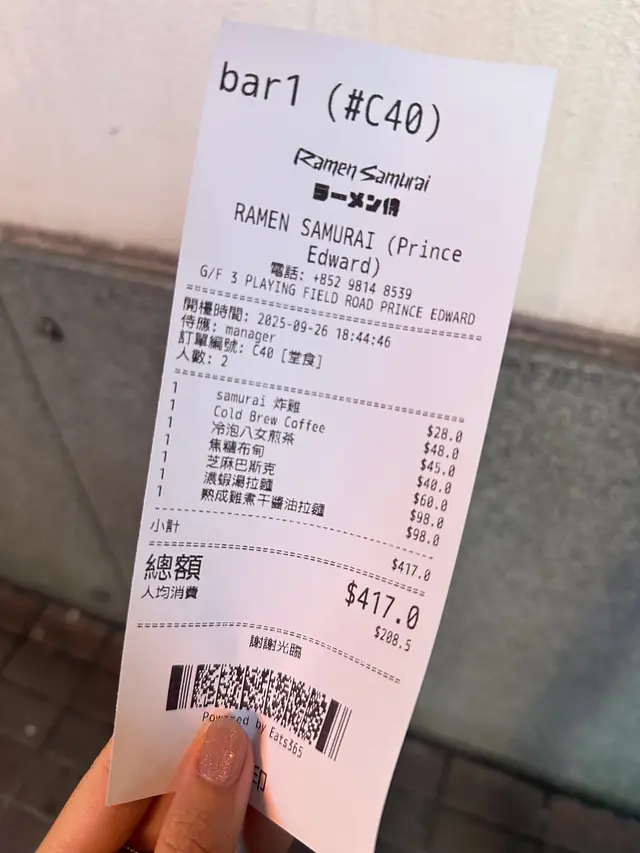 bar1 (#C40)
Ramen Samurai
ラーメン侍
RAMEN SAMURAI (Prince
Edward)
電話: +852 9814 8539
G/F 3 PLAYING FIELD ROAD PRINCE EDWARD
開檯時間: 2025-09-26 18:44:46
侍應: manager
訂單編號: C40 [堂食]
人數: 2
1 samurai 炸雞 $28.0
1 Cold Brew Coffee $48.0
1 冷泡八女煎茶 $45.0
1 焦糖布甸 $40.0
1 芝麻巴斯克 $60.0
1 濃蝦湯拉麵 $98.0
1 熟成雞煮干醬油拉麵 $98.0
小計 $417.0
總額 $417.0
人均消費 $208.5
謝謝光臨
Powered by Eats365
印